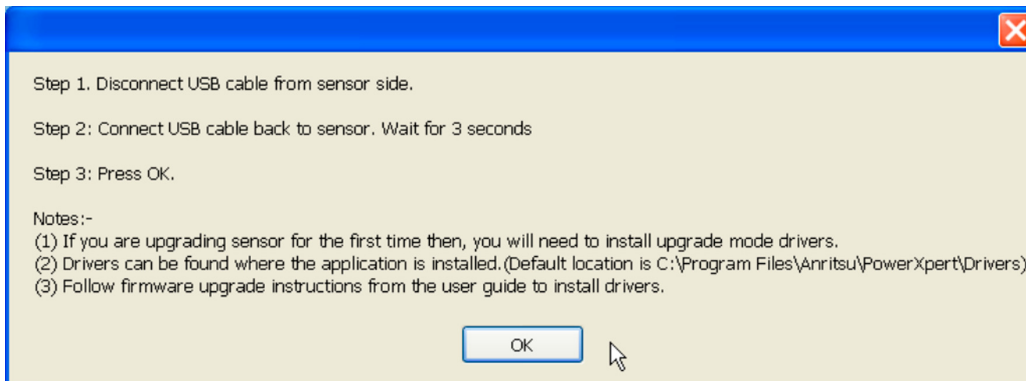 Step 1. Disconnect USB cable from sensor side.
Step 2: Connect USB cable back to sensor. Wait for 3 seconds
Step 3: Press OK.
Notes:-
(1) If you are upgrading sensor for the first time then, you will need to install upgrade mode drivers.
(2) Drivers can be found where the application is installed.(Default location is C:\Program Files\Anritsu\PowerXpert\Drivers)
(3) Follow firmware upgrade instructions from the user guide to install drivers.
OK